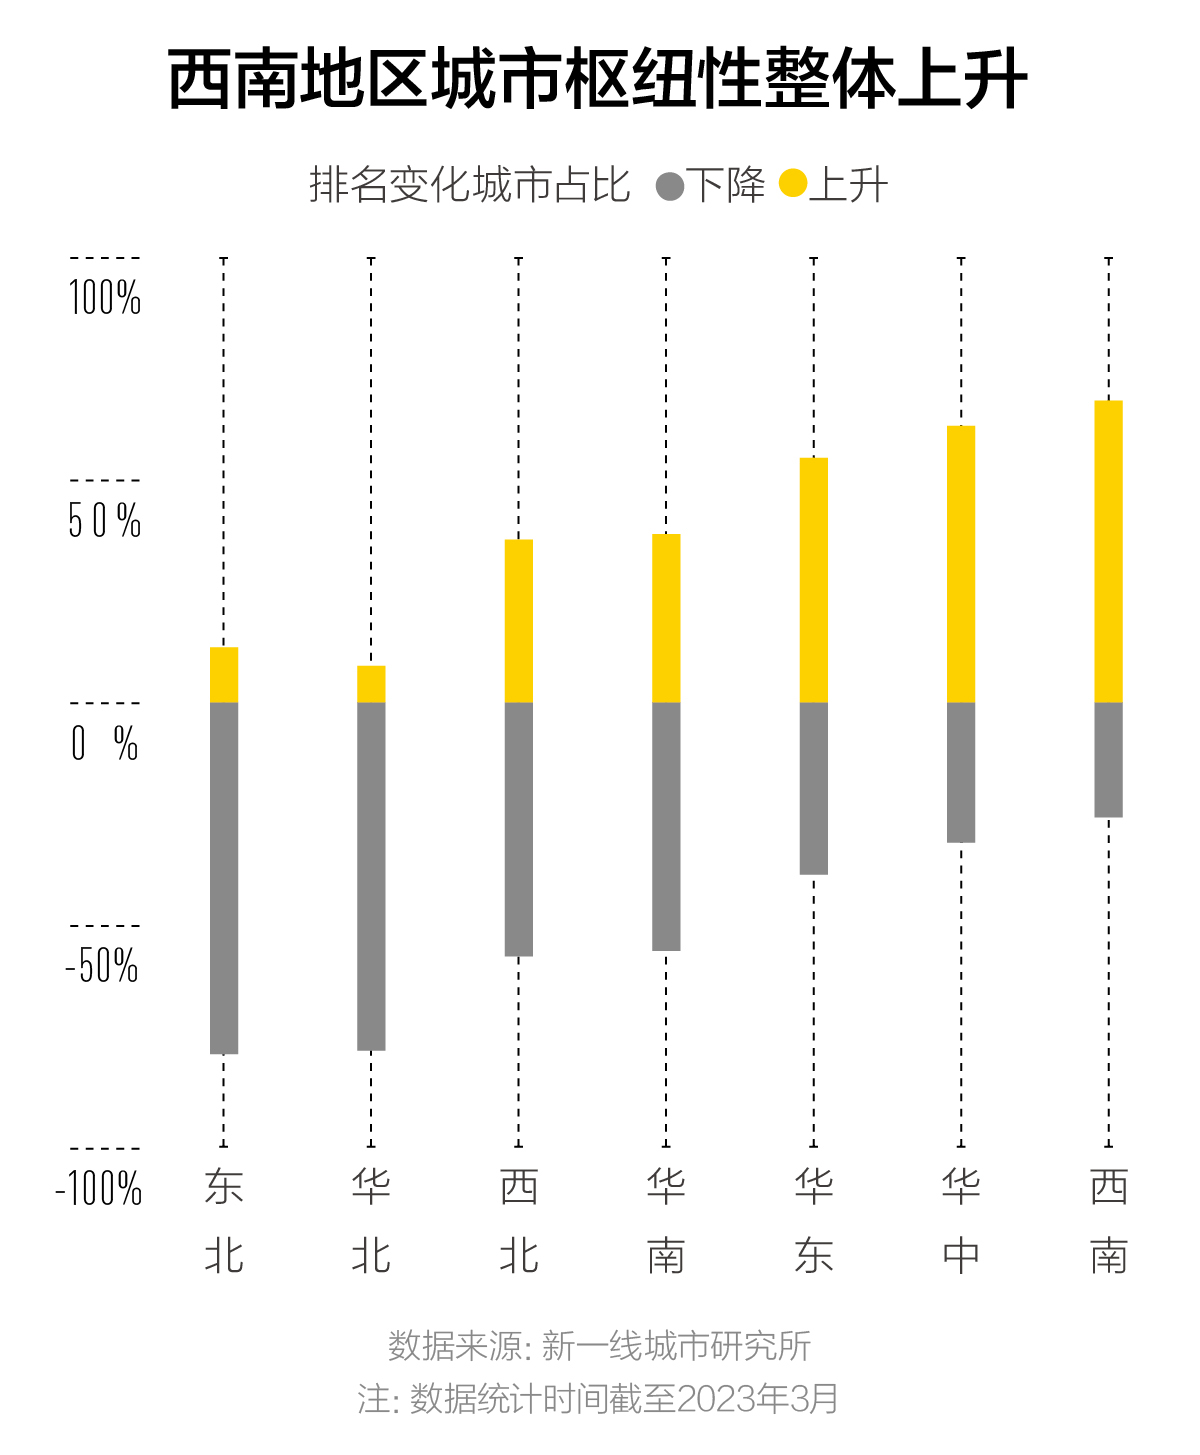 西南地区城市枢纽性整体上升
排名变化城市占比 下降 上升
100%
50%
0 %
-50%
-100%
东北
华北
西北
华南
华东
华中
西南
数据来源: 新一线城市研究所
注: 数据统计时间截至2023年3月